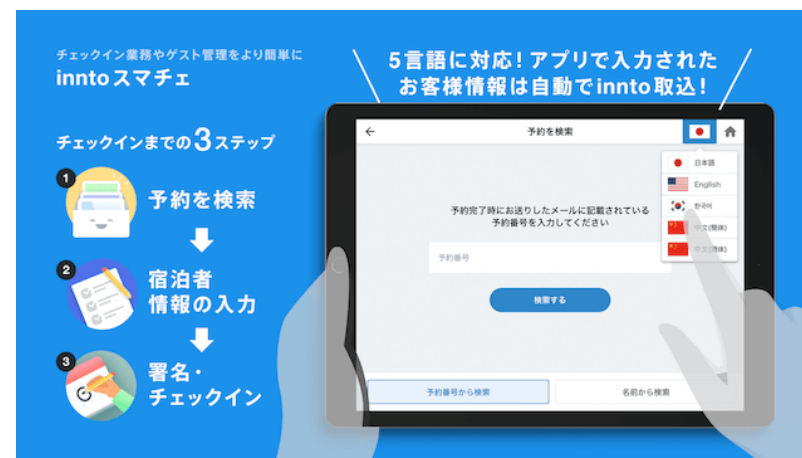 チェックイン業務やゲスト管理をより簡単に
inntoスマチェ
チェックインまでの3ステップ
1
予約を検索
2
宿泊者
情報の入力
3
署名・
チェックイン
5言語に対応！アプリで入力された
お客様情報は自動でinnto取込！
予約を検索
日本語
English
한국어
中文(簡体)
予約完了時にお送りしたメールに記載されている
予約番号を入力してください
予約番号
検索する
予約番号から検索
名前から検索